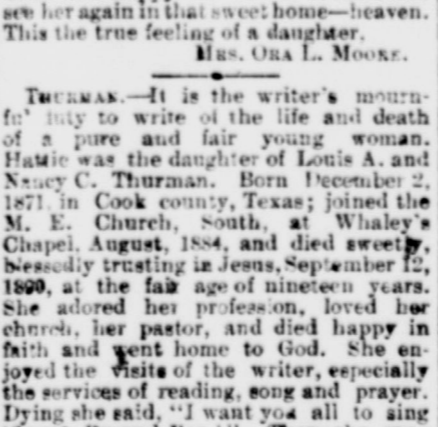 see her again in that sweet home—heaven.
This the true feeling of a daughter.
MRS. ORA L. MOORE.
THURMAN.—It is the writer's mourn-
fu' duty to write of the life and death
of a pure and fair young woman.
Hattie was the daughter of Louis A. and
Nancy C. Thurman. Born December 2,
1871, in Cook county, Texas; joined the
M. E. Church, South, at Whaley's
Chapel, August, 1884, and died sweetly,
blessedly trusting in Jesus, September 12,
1890, at the fair age of nineteen years.
She adored her profession, loved her
church, her pastor, and died happy in
faith and went home to God. She en-
joyed the visits of the writer, especially
the services of reading, song and prayer.
Dying she said, "I want you all to sing